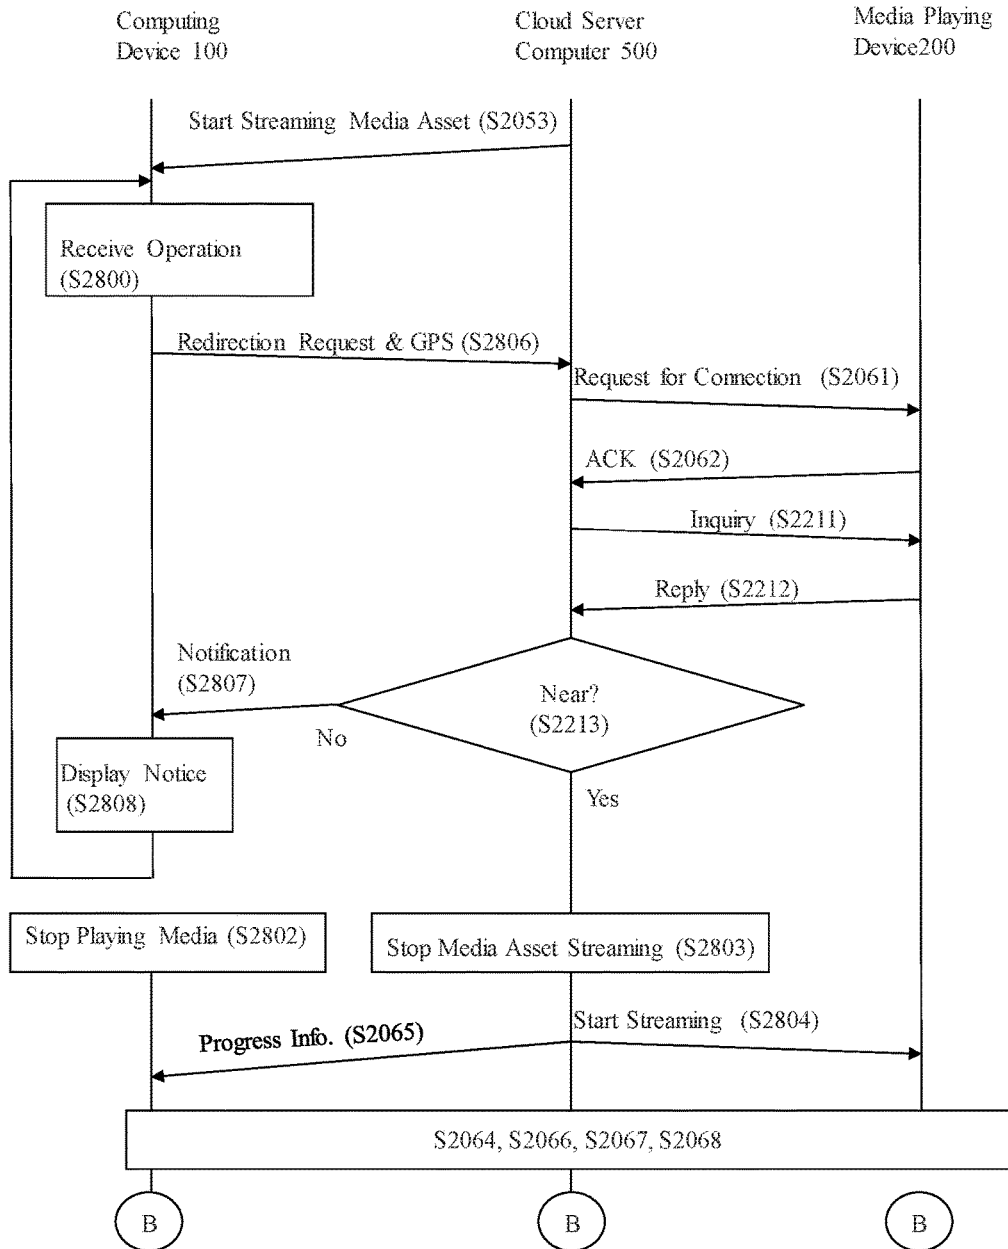 Computing
Device 100
Cloud Server
Computer 500
Media Playing
Device200
Start Streaming Media Asset (S2053)
Receive Operation
(S2800)
Redirection Request & GPS (S2806)
Request for Connection (S2061)
ACK (S2062)
Inquiry (S2211)
Reply (S2212)
Notification
(S2807)
Near?
(S2213)
No
Display Notice
(S2808)
Yes
Stop Playing Media (S2802)
Stop Media Asset Streaming (S2803)
Start Streaming (S2804)
Progress Info. (S2065)
S2064, S2066, S2067, S2068
B
B
B